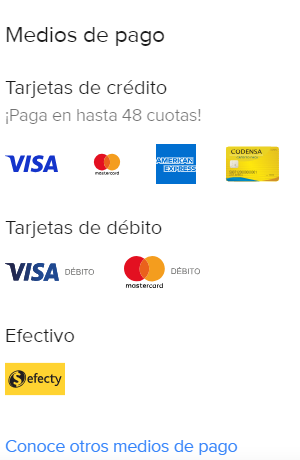 Medios de pago
Tarjetas de crédito
¡Paga en hasta 48 cuotas!
VISA mastercard AMERICAN EXPRESS CODENSA
Tarjetas de débito
VISA DÉBITO mastercard DÉBITO
Efectivo
Efecty
Conoce otros medios de pago